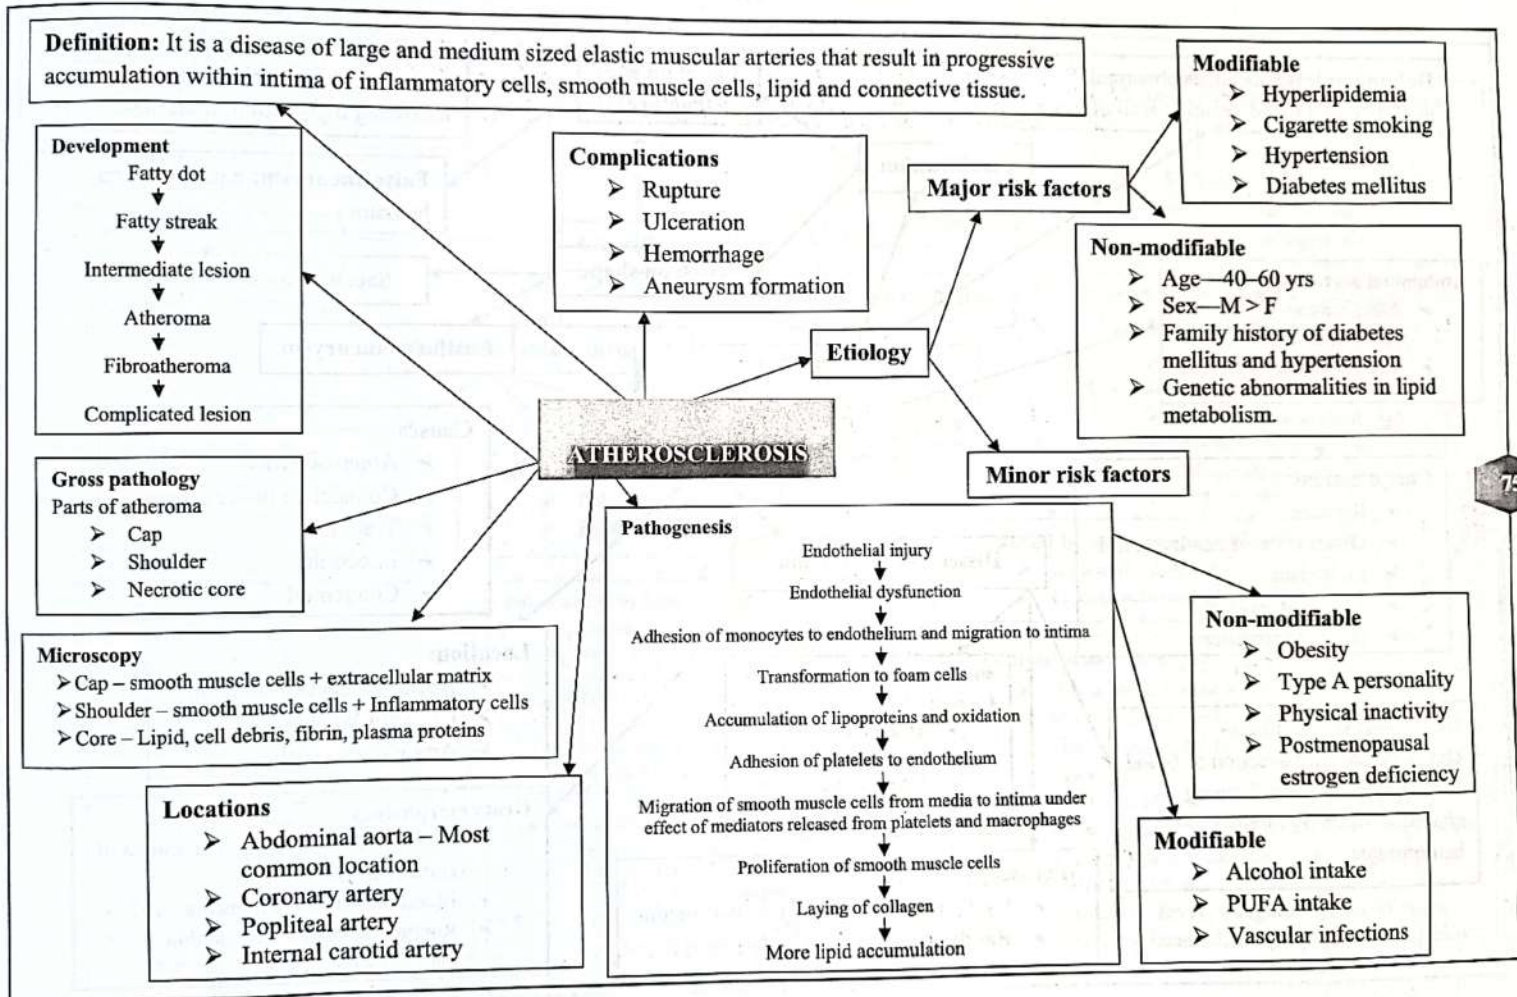 Definition: It is a disease of large and medium sized elastic muscular arteries that result in progressive
accumulation within intima of inflammatory cells, smooth muscle cells, lipid and connective tissue.
Development
Fatty dot
Fatty streak
Intermediate lesion
Atheroma
Fibroatheroma
Complicated lesion
Complications
➤ Rupture
➤ Ulceration
➤ Hemorrhage
➤ Aneurysm formation
Etiology
Major risk factors
Modifiable
➤ Hyperlipidemia
➤ Cigarette smoking
➤ Hypertension
➤ Diabetes mellitus
Non-modifiable
➤ Age—40–60 yrs
➤ Sex—M > F
➤ Family history of diabetes
mellitus and hypertension
➤ Genetic abnormalities in lipid
metabolism.
ATHEROSCLEROSIS
Minor risk factors
Gross pathology
Parts of atheroma
➤ Cap
➤ Shoulder
➤ Necrotic core
Microscopy
➤ Cap – smooth muscle cells + extracellular matrix
➤ Shoulder – smooth muscle cells + Inflammatory cells
➤ Core – Lipid, cell debris, fibrin, plasma proteins
Locations
➤ Abdominal aorta – Most
common location
➤ Coronary artery
➤ Popliteal artery
➤ Internal carotid artery
Pathogenesis
Endothelial injury
Endothelial dysfunction
Adhesion of monocytes to endothelium and migration to intima
Transformation to foam cells
Accumulation of lipoproteins and oxidation
Adhesion of platelets to endothelium
Migration of smooth muscle cells from media to intima under
effect of mediators released from platelets and macrophages
Proliferation of smooth muscle cells
Laying of collagen
More lipid accumulation
Non-modifiable
➤ Obesity
➤ Type A personality
➤ Physical inactivity
➤ Postmenopausal
estrogen deficiency
Modifiable
➤ Alcohol intake
➤ PUFA intake
➤ Vascular infections